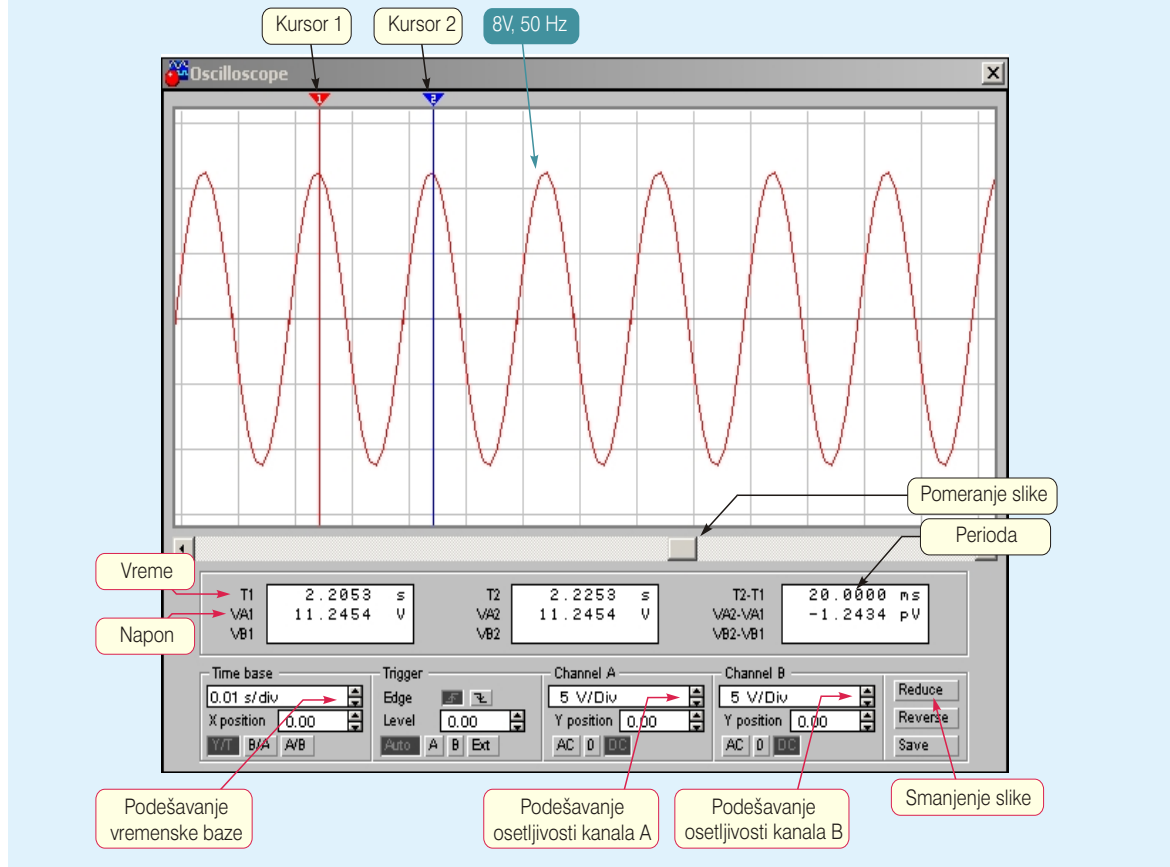 Kursor 1
Kursor 2
8V, 50 Hz
Oscilloscope
1
2
Pomeranje slike
Perioda
Vreme
Napon
T1 2.2053 s
VA1 11.2454 V
VB1
T2 2.2253 s
VA2 11.2454 V
VB2
T2-T1 20.0000 ms
VA2-VA1 -1.2434 pV
VB2-VB1
Time base
0.01 s/div
X position 0.00
Y/T B/A A/B
Trigger
Edge
Level 0.00
Auto A B Ext
Channel A
5 V/Div
Y position 0.00
AC 0 DC
Channel B
5 V/Div
Y position 0.00
AC 0 DC
Reduce
Reverse
Save
Podešavanje
vremenske baze
Podešavanje
osetljivosti kanala A
Podešavanje
osetljivosti kanala B
Smanjenje slike